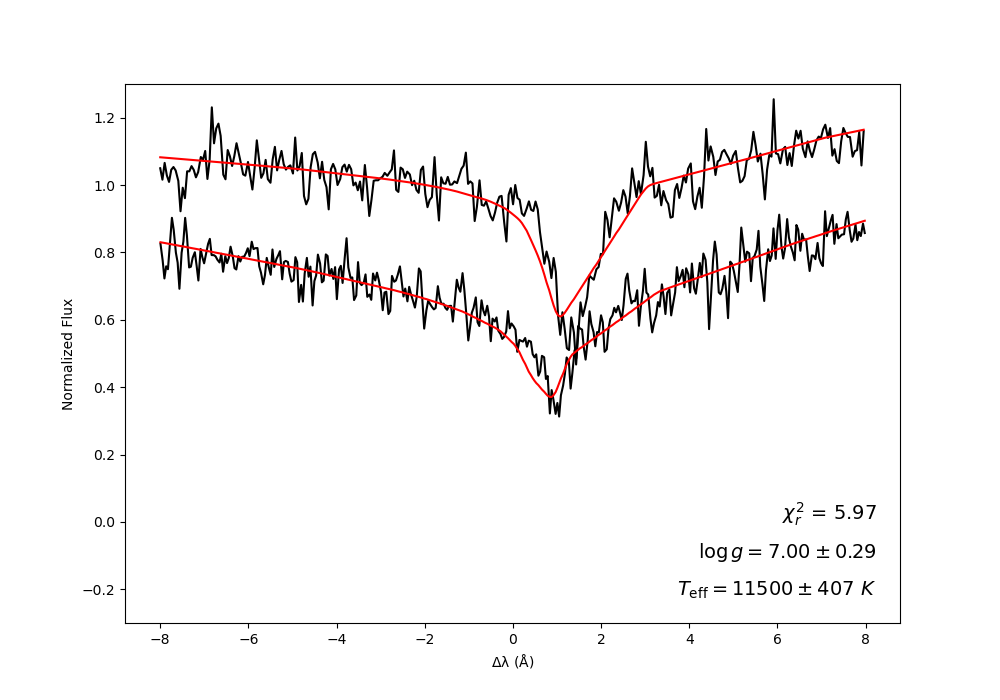 1.2
1.0
0.8
0.6
0.4
0.2
0.0
−0.2
Normalized Flux
χ²ᵣ = 5.97
log g = 7.00 ± 0.29
T_eff = 11500 ± 407 K
−8 −6 −4 −2 0 2 4 6 8
Δλ (Å)